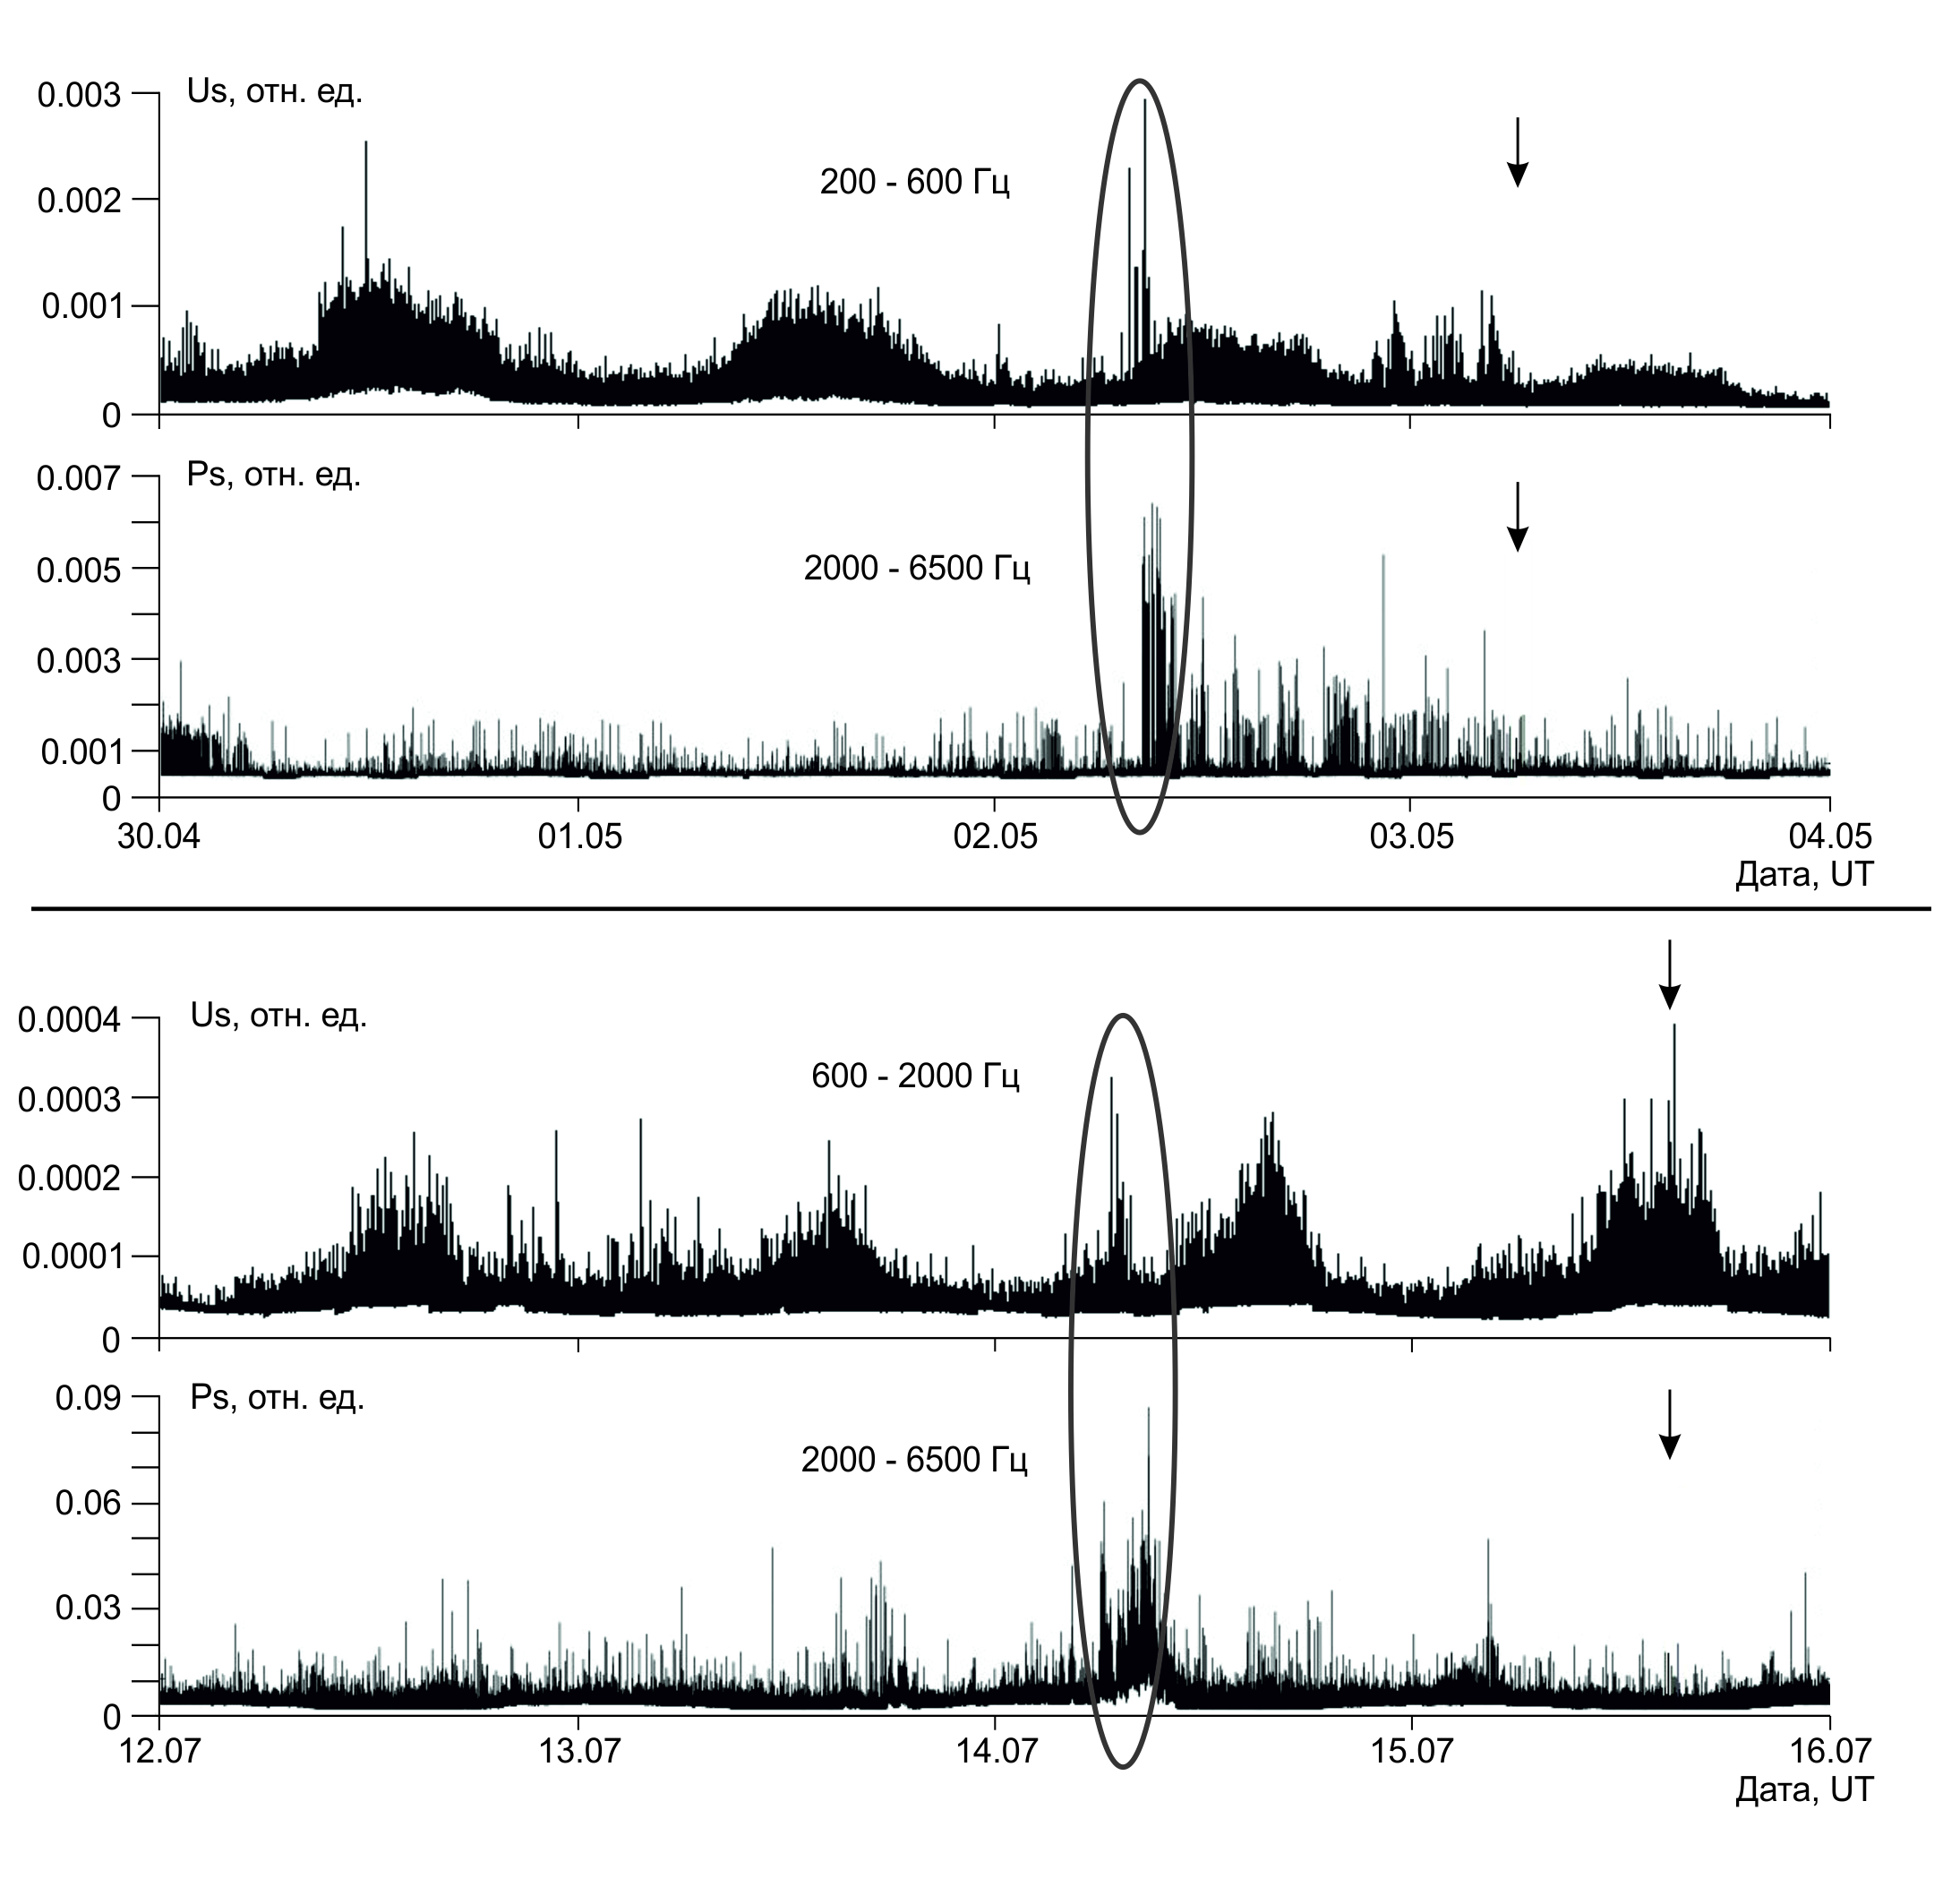 Us, отн. ед.
0.003
0.002
0.001
0
200 - 600 Гц
Ps, отн. ед.
0.007
0.005
0.003
0.001
0
2000 - 6500 Гц
30.04 01.05 02.05 03.05 04.05
Дата, UT
Us, отн. ед.
0.0004
0.0003
0.0002
0.0001
0
600 - 2000 Гц
Ps, отн. ед.
0.09
0.06
0.03
0
2000 - 6500 Гц
12.07 13.07 14.07 15.07 16.07
Дата, UT